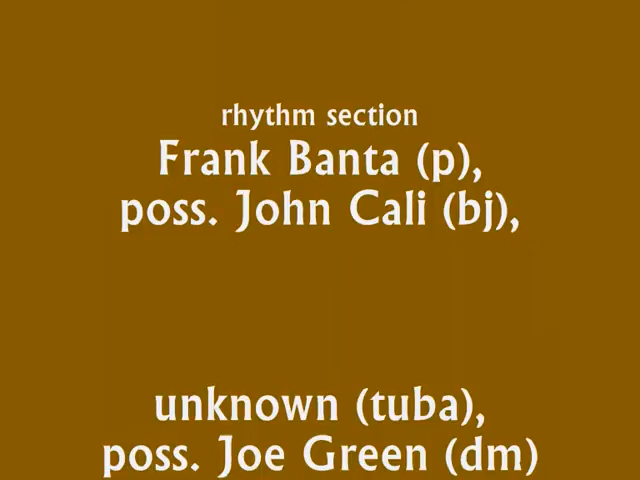 rhythm section
Frank Banta (p),
poss. John Cali (bj),
unknown (tuba),
poss. Joe Green (dm)